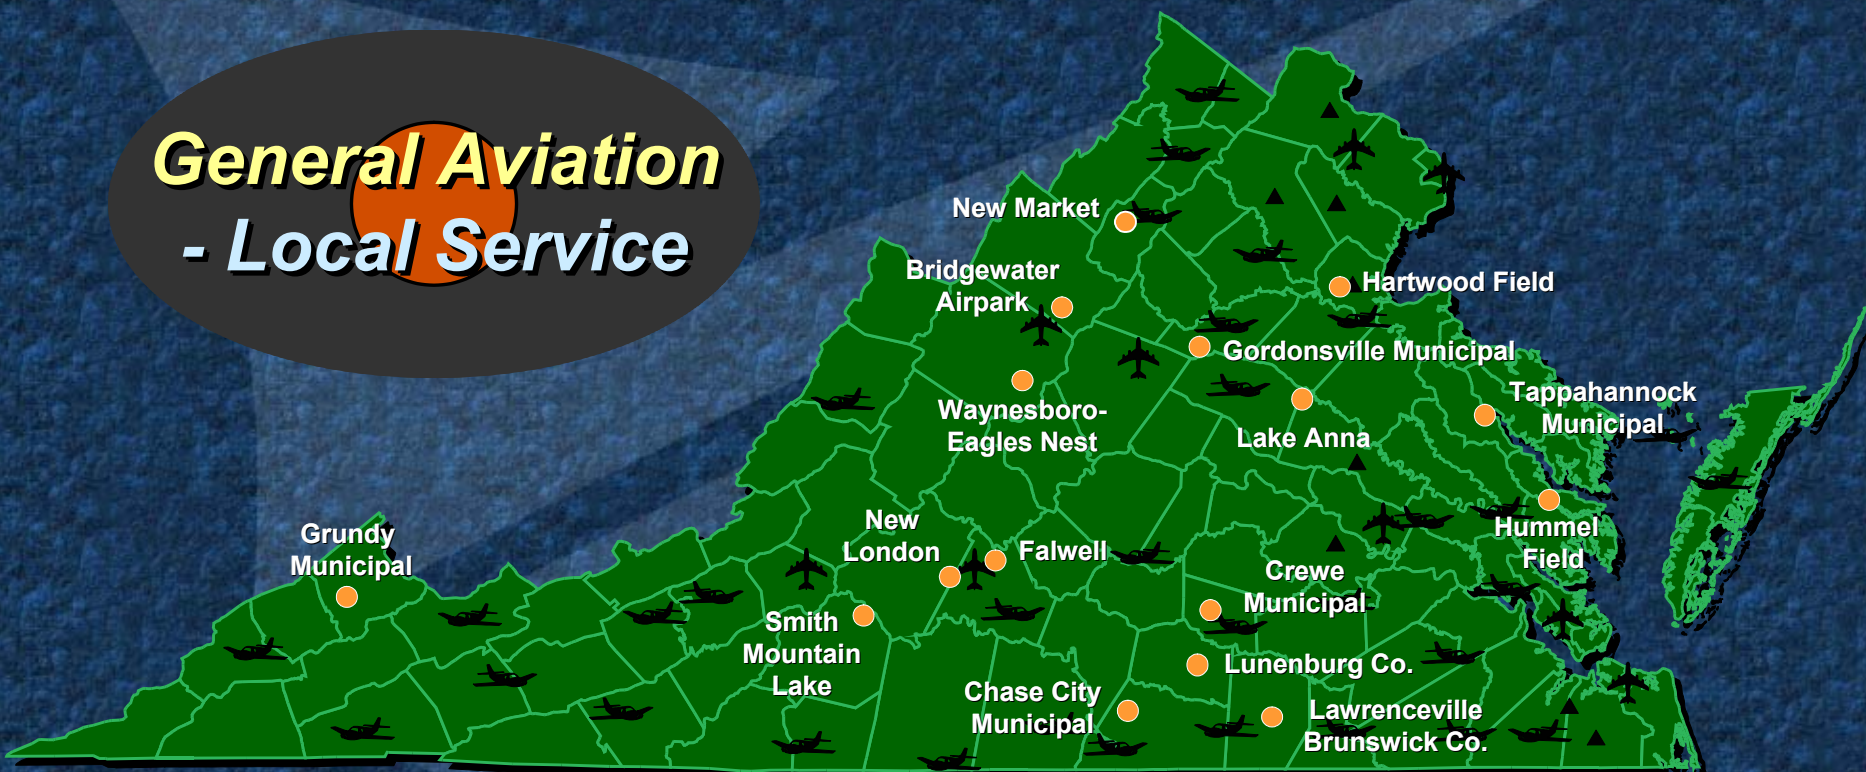 General Aviation
- Local Service
New Market
Bridgewater
Airpark
Hartwood Field
Gordonsville Municipal
Waynesboro-
Eagles Nest
Tappahannock
Municipal
Lake Anna
Grundy
Municipal
New
London
Falwell
Hummel
Field
Crewe
Municipal
Smith
Mountain
Lake
Lunenburg Co.
Chase City
Municipal
Lawrenceville
Brunswick Co.